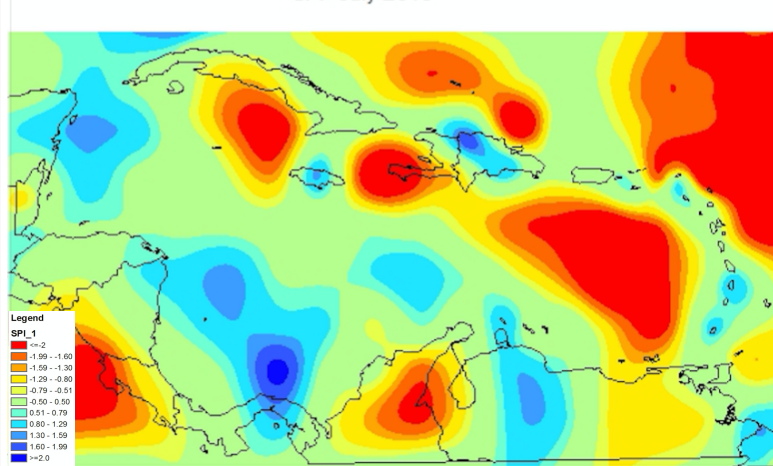 Legend
SPI_1
<=-2
-1.99 - -1.60
-1.59 - -1.30
-1.29 - -0.80
-0.79 - -0.51
-0.50 - 0.50
0.51 - 0.79
0.80 - 1.29
1.30 - 1.59
1.60 - 1.99
>=2.0